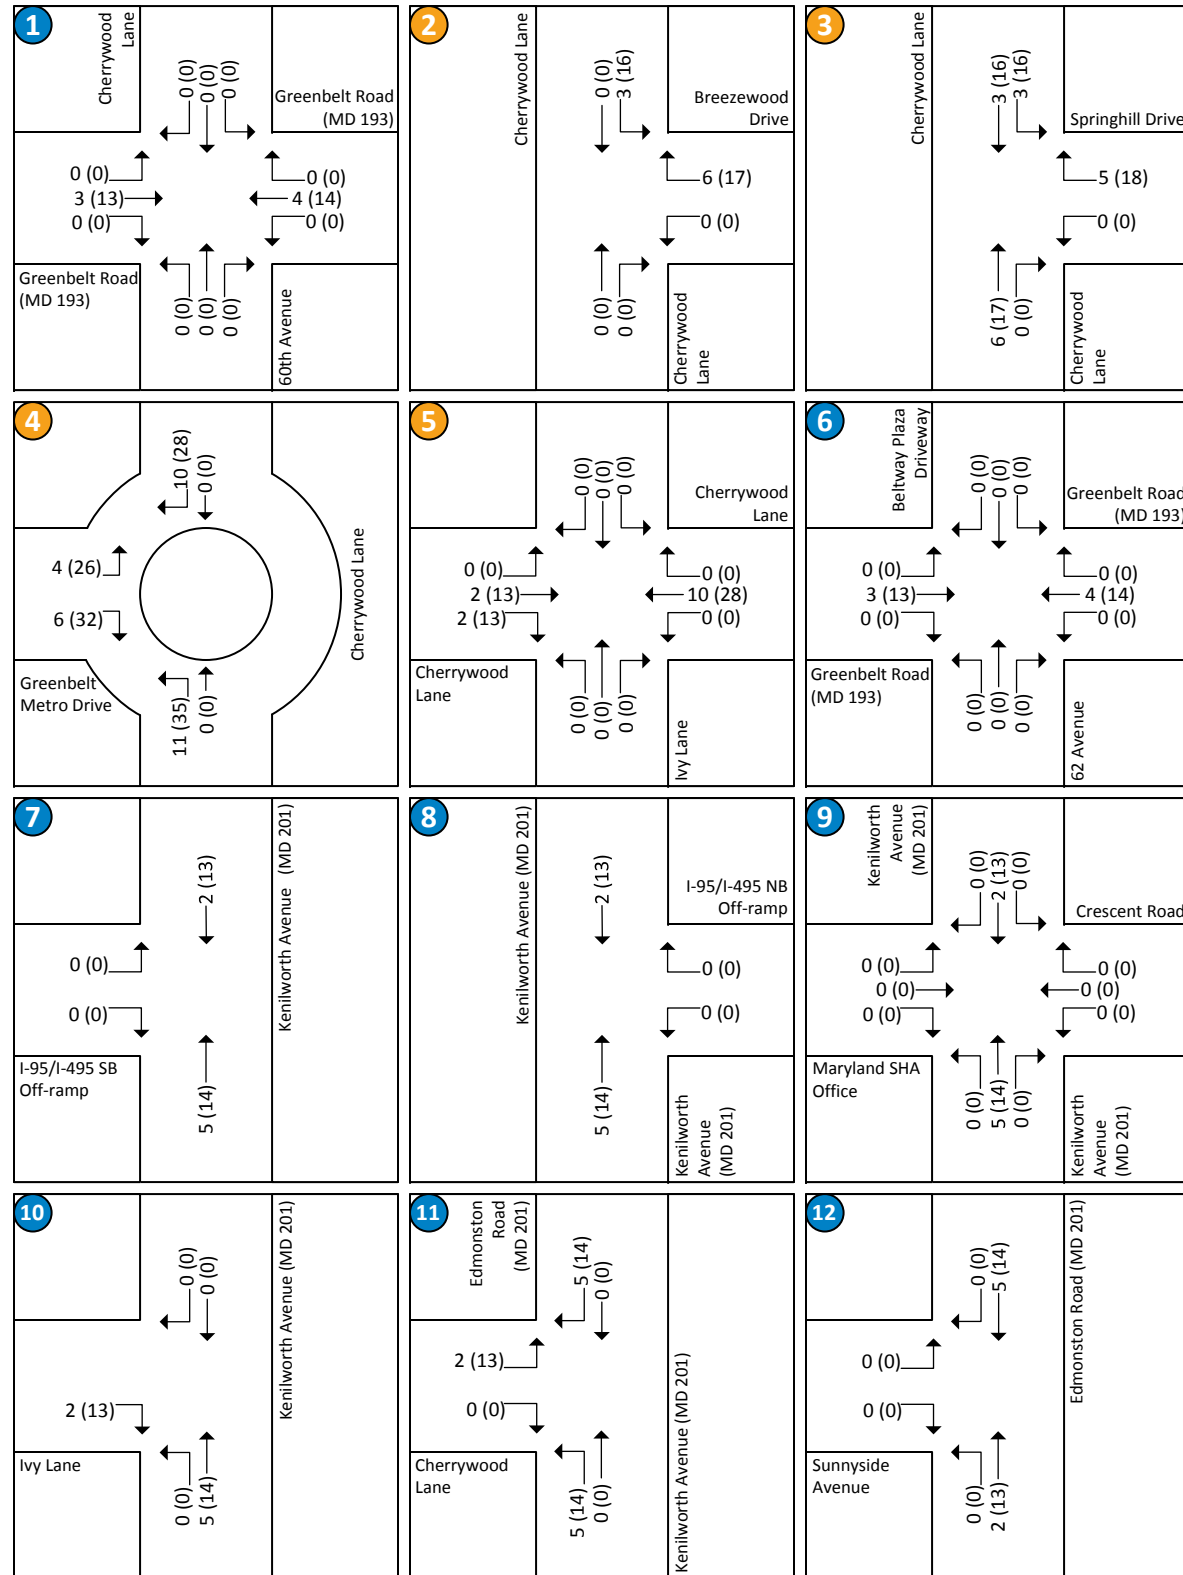 1
Cherrywood
Lane
0 (0)
0 (0)
0 (0)
Greenbelt Road
(MD 193)
0 (0)
3 (13)
0 (0)
0 (0)
4 (14)
0 (0)
Greenbelt Road
(MD 193)
0 (0)
0 (0)
0 (0)
60th Avenue
2
Cherrywood Lane
0 (0)
3 (16)
Breezewood
Drive
6 (17)
0 (0)
0 (0)
0 (0)
Cherrywood
Lane
3
Cherrywood Lane
3 (16)
3 (16)
Springhill Drive
5 (18)
0 (0)
6 (17)
0 (0)
Cherrywood
Lane
4
10 (28)
0 (0)
4 (26)
6 (32)
Cherrywood Lane
Greenbelt
Metro Drive
11 (35)
0 (0)
5
0 (0)
0 (0)
0 (0)
Cherrywood
Lane
0 (0)
2 (13)
2 (13)
0 (0)
10 (28)
0 (0)
Cherrywood
Lane
0 (0)
0 (0)
0 (0)
Ivy Lane
6
Beltway Plaza
Driveway
0 (0)
0 (0)
0 (0)
Greenbelt Road
(MD 193)
0 (0)
3 (13)
0 (0)
0 (0)
4 (14)
0 (0)
Greenbelt Road
(MD 193)
0 (0)
0 (0)
0 (0)
62 Avenue
7
2 (13)
Kenilworth Avenue (MD 201)
0 (0)
0 (0)
I-95/I-495 SB
Off-ramp
5 (14)
8
Kenilworth Avenue (MD 201)
2 (13)
I-95/I-495 NB
Off-ramp
0 (0)
0 (0)
5 (14)
Kenilworth
Avenue
(MD 201)
9
Kenilworth
Avenue
(MD 201)
0 (0)
2 (13)
0 (0)
Crescent Road
0 (0)
0 (0)
0 (0)
0 (0)
0 (0)
0 (0)
Maryland SHA
Office
0 (0)
5 (14)
0 (0)
Kenilworth
Avenue
(MD 201)
10
0 (0)
0 (0)
Kenilworth Avenue (MD 201)
2 (13)
Ivy Lane
0 (0)
5 (14)
11
Edmonston
Road
(MD 201)
5 (14)
0 (0)
2 (13)
0 (0)
Cherrywood
Lane
5 (14)
0 (0)
Kenilworth Avenue (MD 201)
12
0 (0)
5 (14)
Edmonston Road (MD 201)
0 (0)
0 (0)
Sunnyside
Avenue
0 (0)
2 (13)